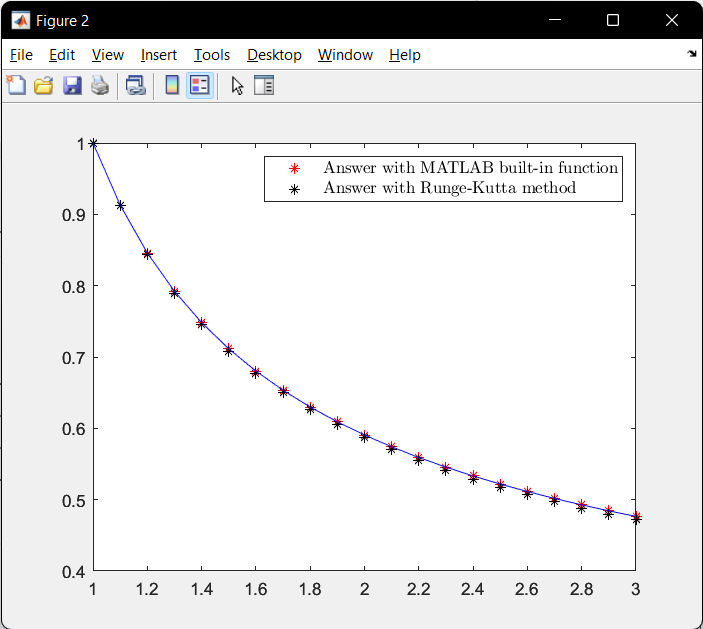 Figure 2
File Edit View Insert Tools Desktop Window Help
Answer with MATLAB built-in function
Answer with Runge-Kutta method
1
0.9
0.8
0.7
0.6
0.5
0.4
1 1.2 1.4 1.6 1.8 2 2.2 2.4 2.6 2.8 3